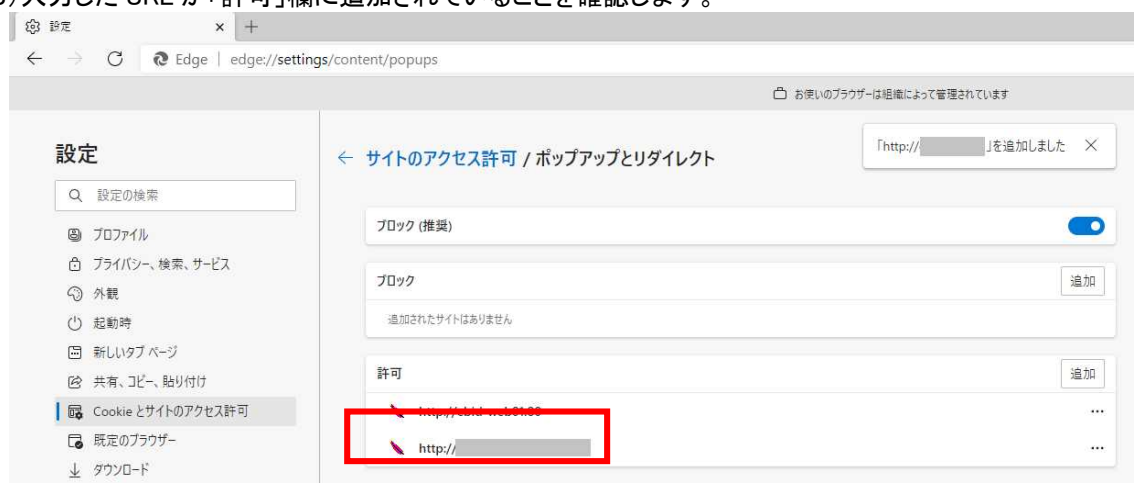 入力した URL が「許可」欄に追加されていることを確認します。
設定
Edge | edge://settings/content/popups
お使いのブラウザーは組織によって管理されています
設定
設定の検索
プロファイル
プライバシー、検索、サービス
外観
起動時
新しいタブ ページ
共有、コピー、貼り付け
Cookie とサイトのアクセス許可
既定のブラウザー
ダウンロード
サイトのアクセス許可 / ポップアップとリダイレクト
「http:// 」を追加しました
ブロック (推奨)
ブロック
追加
追加されたサイトはありません
許可
追加
http://